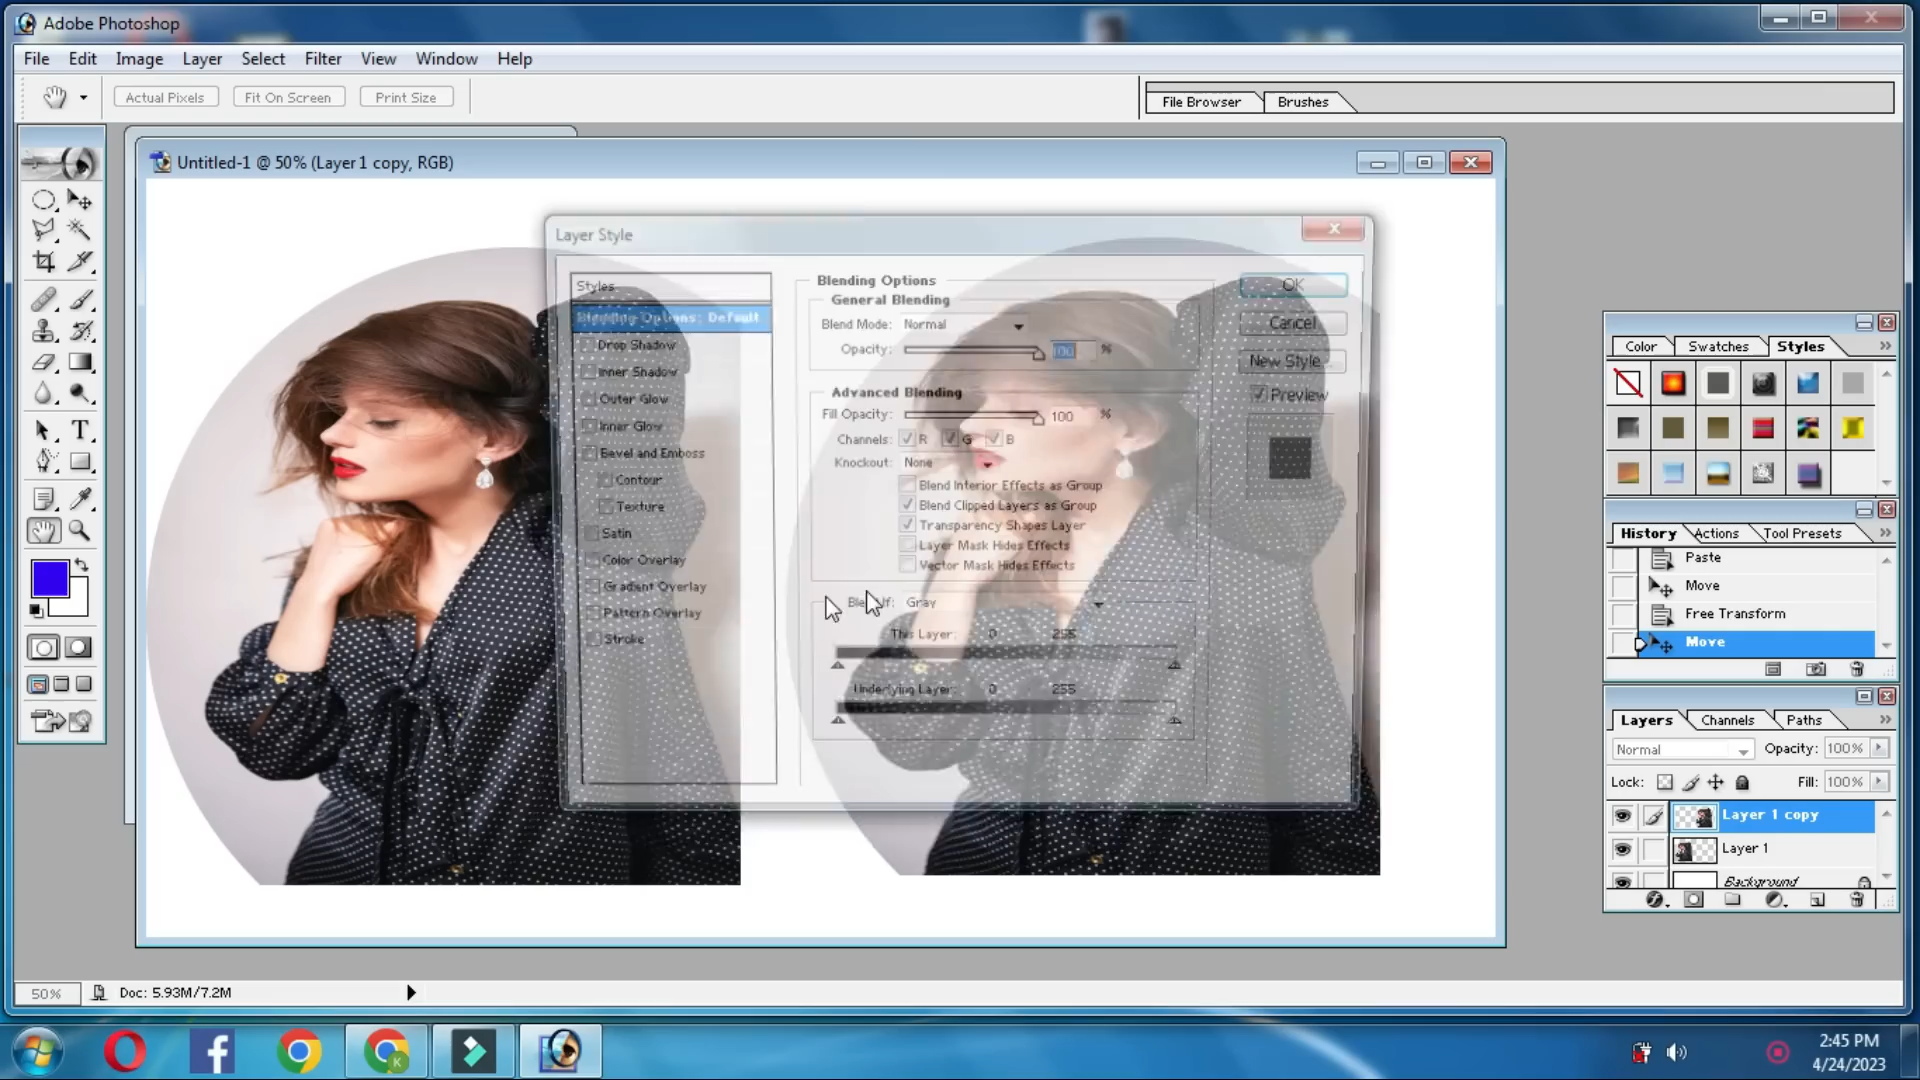 Adobe Photoshop
File Edit Image Layer Select Filter View Window Help
Actual Pixels Fit On Screen Print Size File Browser Brushes
Untitled-1 @ 50% (Layer 1 copy, RGB)
Layer Style
Styles
Blending Options: Default
Drop Shadow
Inner Shadow
Outer Glow
Inner Glow
Bevel and Emboss
Contour
Texture
Satin
Color Overlay
Gradient Overlay
Pattern Overlay
Stroke
Blending Options
General Blending
Blend Mode: Normal
Opacity: 100 %
Advanced Blending
Fill Opacity: 100 %
Channels: R G B
Knockout: None
Blend Interior Effects as Group
Blend Clipped Layers as Group
Transparency Shapes Layer
Layer Mask Hides Effects
Vector Mask Hides Effects
Gray
This Layer: 0 255
Underlying Layer: 0 255
OK
Cancel
New Style...
Preview
Color Swatches Styles
History Actions Tool Presets
Paste
Move
Free Transform
Move
Layers Channels Paths
Normal Opacity: 100%
Lock: Fill: 100%
Layer 1 copy
Layer 1
Background
50% Doc: 5.93M/7.2M
2:45 PM
4/24/2023